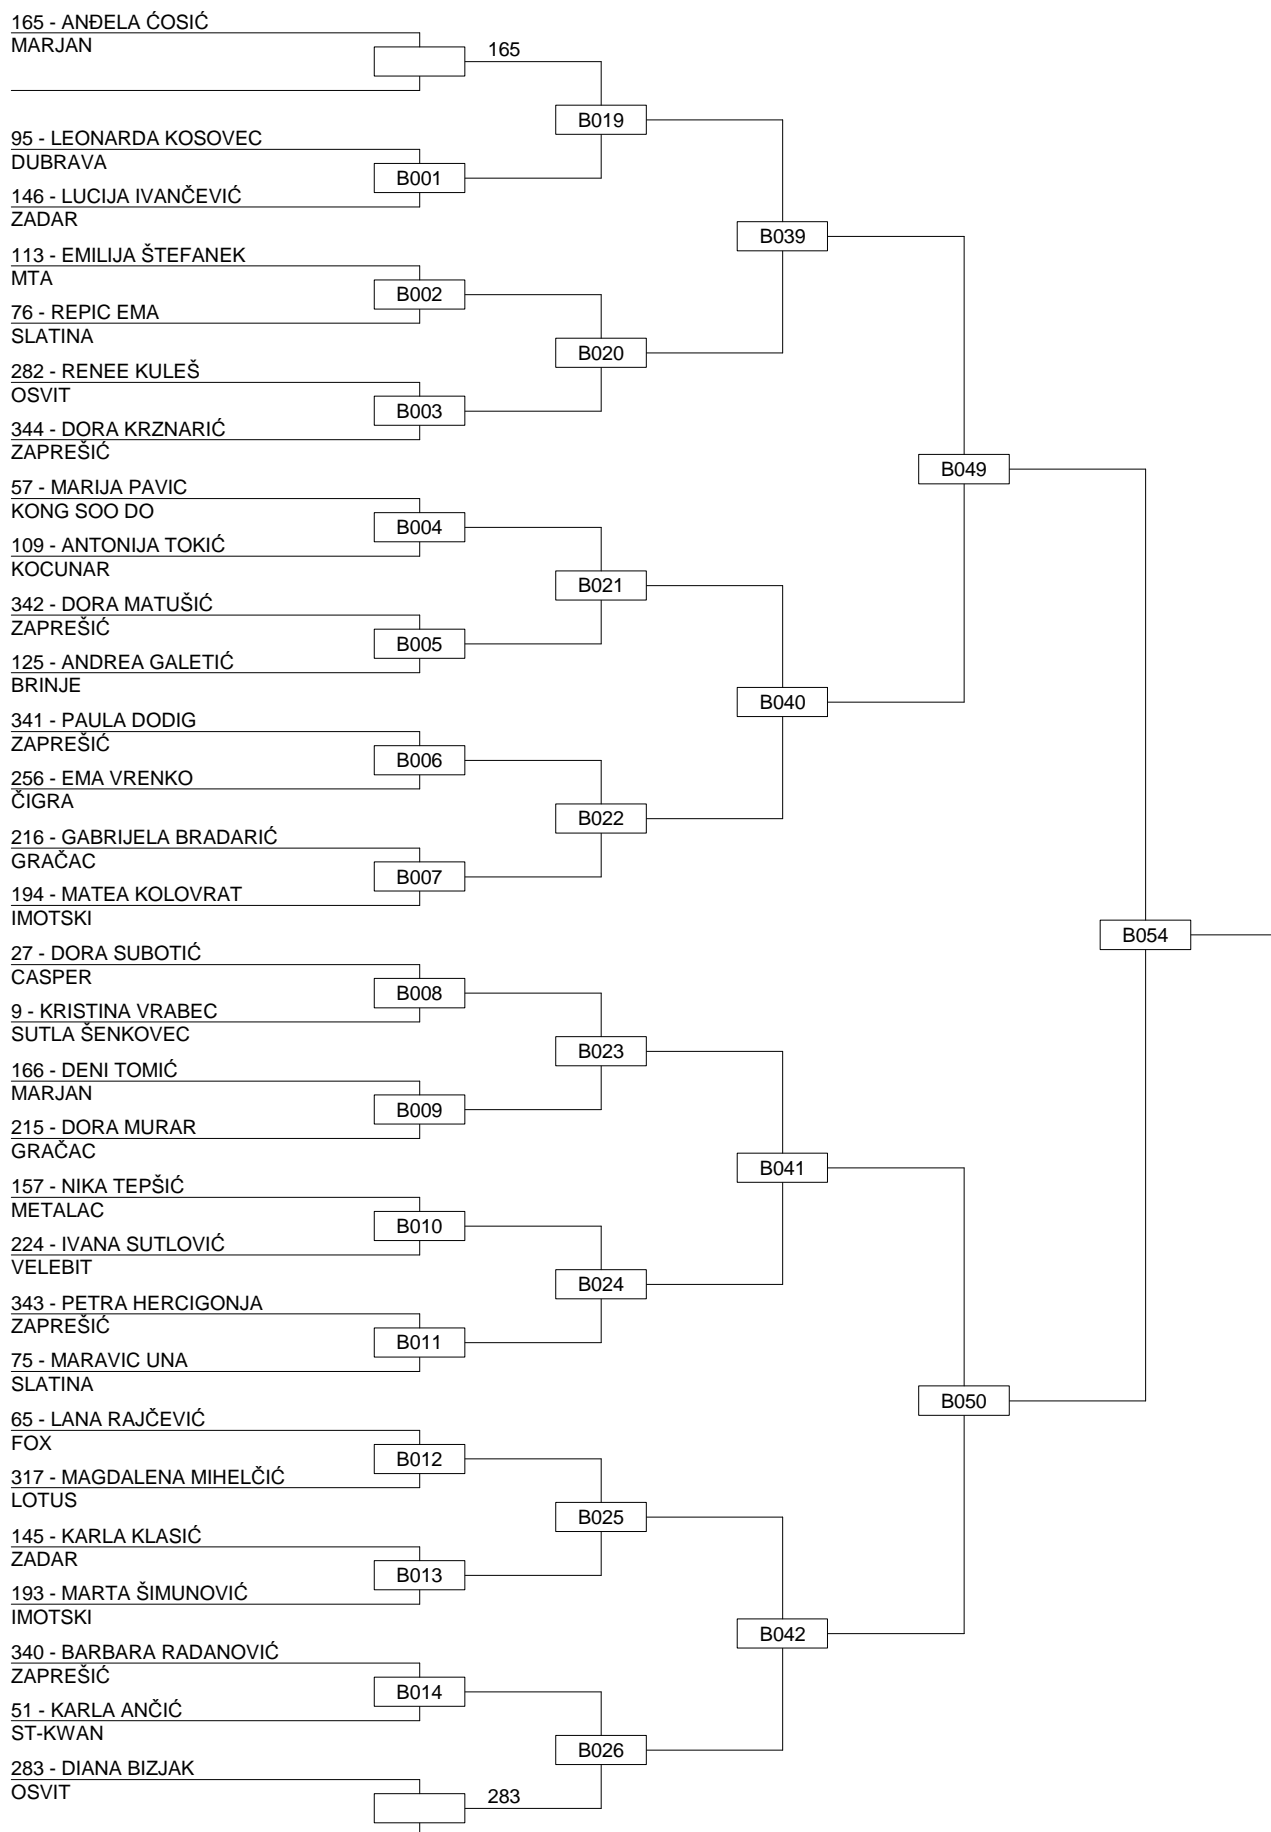 165 - ANĐELA ĆOSIĆ
MARJAN
165
B019
95 - LEONARDA KOSOVEC
DUBRAVA
B001
146 - LUCIJA IVANČEVIĆ
ZADAR
B039
113 - EMILIJA ŠTEFANEK
MTA
B002
76 - REPIC EMA
SLATINA
B020
282 - RENEE KULEŠ
OSVIT
B003
344 - DORA KRZNARIĆ
ZAPREŠIĆ
B049
57 - MARIJA PAVIC
KONG SOO DO
B004
109 - ANTONIJA TOKIĆ
KOCUNAR
B021
342 - DORA MATUŠIĆ
ZAPREŠIĆ
B005
125 - ANDREA GALETIĆ
BRINJE
B040
341 - PAULA DODIG
ZAPREŠIĆ
B006
256 - EMA VRENKO
ČIGRA
B022
216 - GABRIJELA BRADARIĆ
GRAČAC
B007
194 - MATEA KOLOVRAT
IMOTSKI
B054
27 - DORA SUBOTIĆ
CASPER
B008
9 - KRISTINA VRABEC
SUTLA ŠENKOVEC
B023
166 - DENI TOMIĆ
MARJAN
B009
215 - DORA MURAR
GRAČAC
B041
157 - NIKA TEPŠIĆ
METALAC
B010
224 - IVANA SUTLOVIĆ
VELEBIT
B024
343 - PETRA HERCIGONJA
ZAPREŠIĆ
B011
75 - MARAVIC UNA
SLATINA
B050
65 - LANA RAJČEVIĆ
FOX
B012
317 - MAGDALENA MIHELČIĆ
LOTUS
B025
145 - KARLA KLASIĆ
ZADAR
B013
193 - MARTA ŠIMUNOVIĆ
IMOTSKI
B042
340 - BARBARA RADANOVIĆ
ZAPREŠIĆ
B014
51 - KARLA ANČIĆ
ST-KWAN
B026
283 - DIANA BIZJAK
OSVIT
283